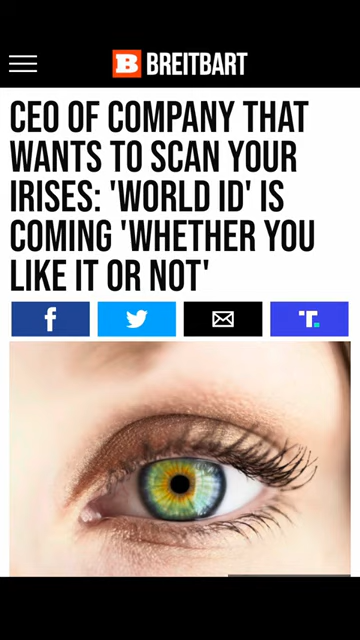 B BREITBART
CEO OF COMPANY THAT
WANTS TO SCAN YOUR
IRISES: 'WORLD ID' IS
COMING 'WHETHER YOU
LIKE IT OR NOT'